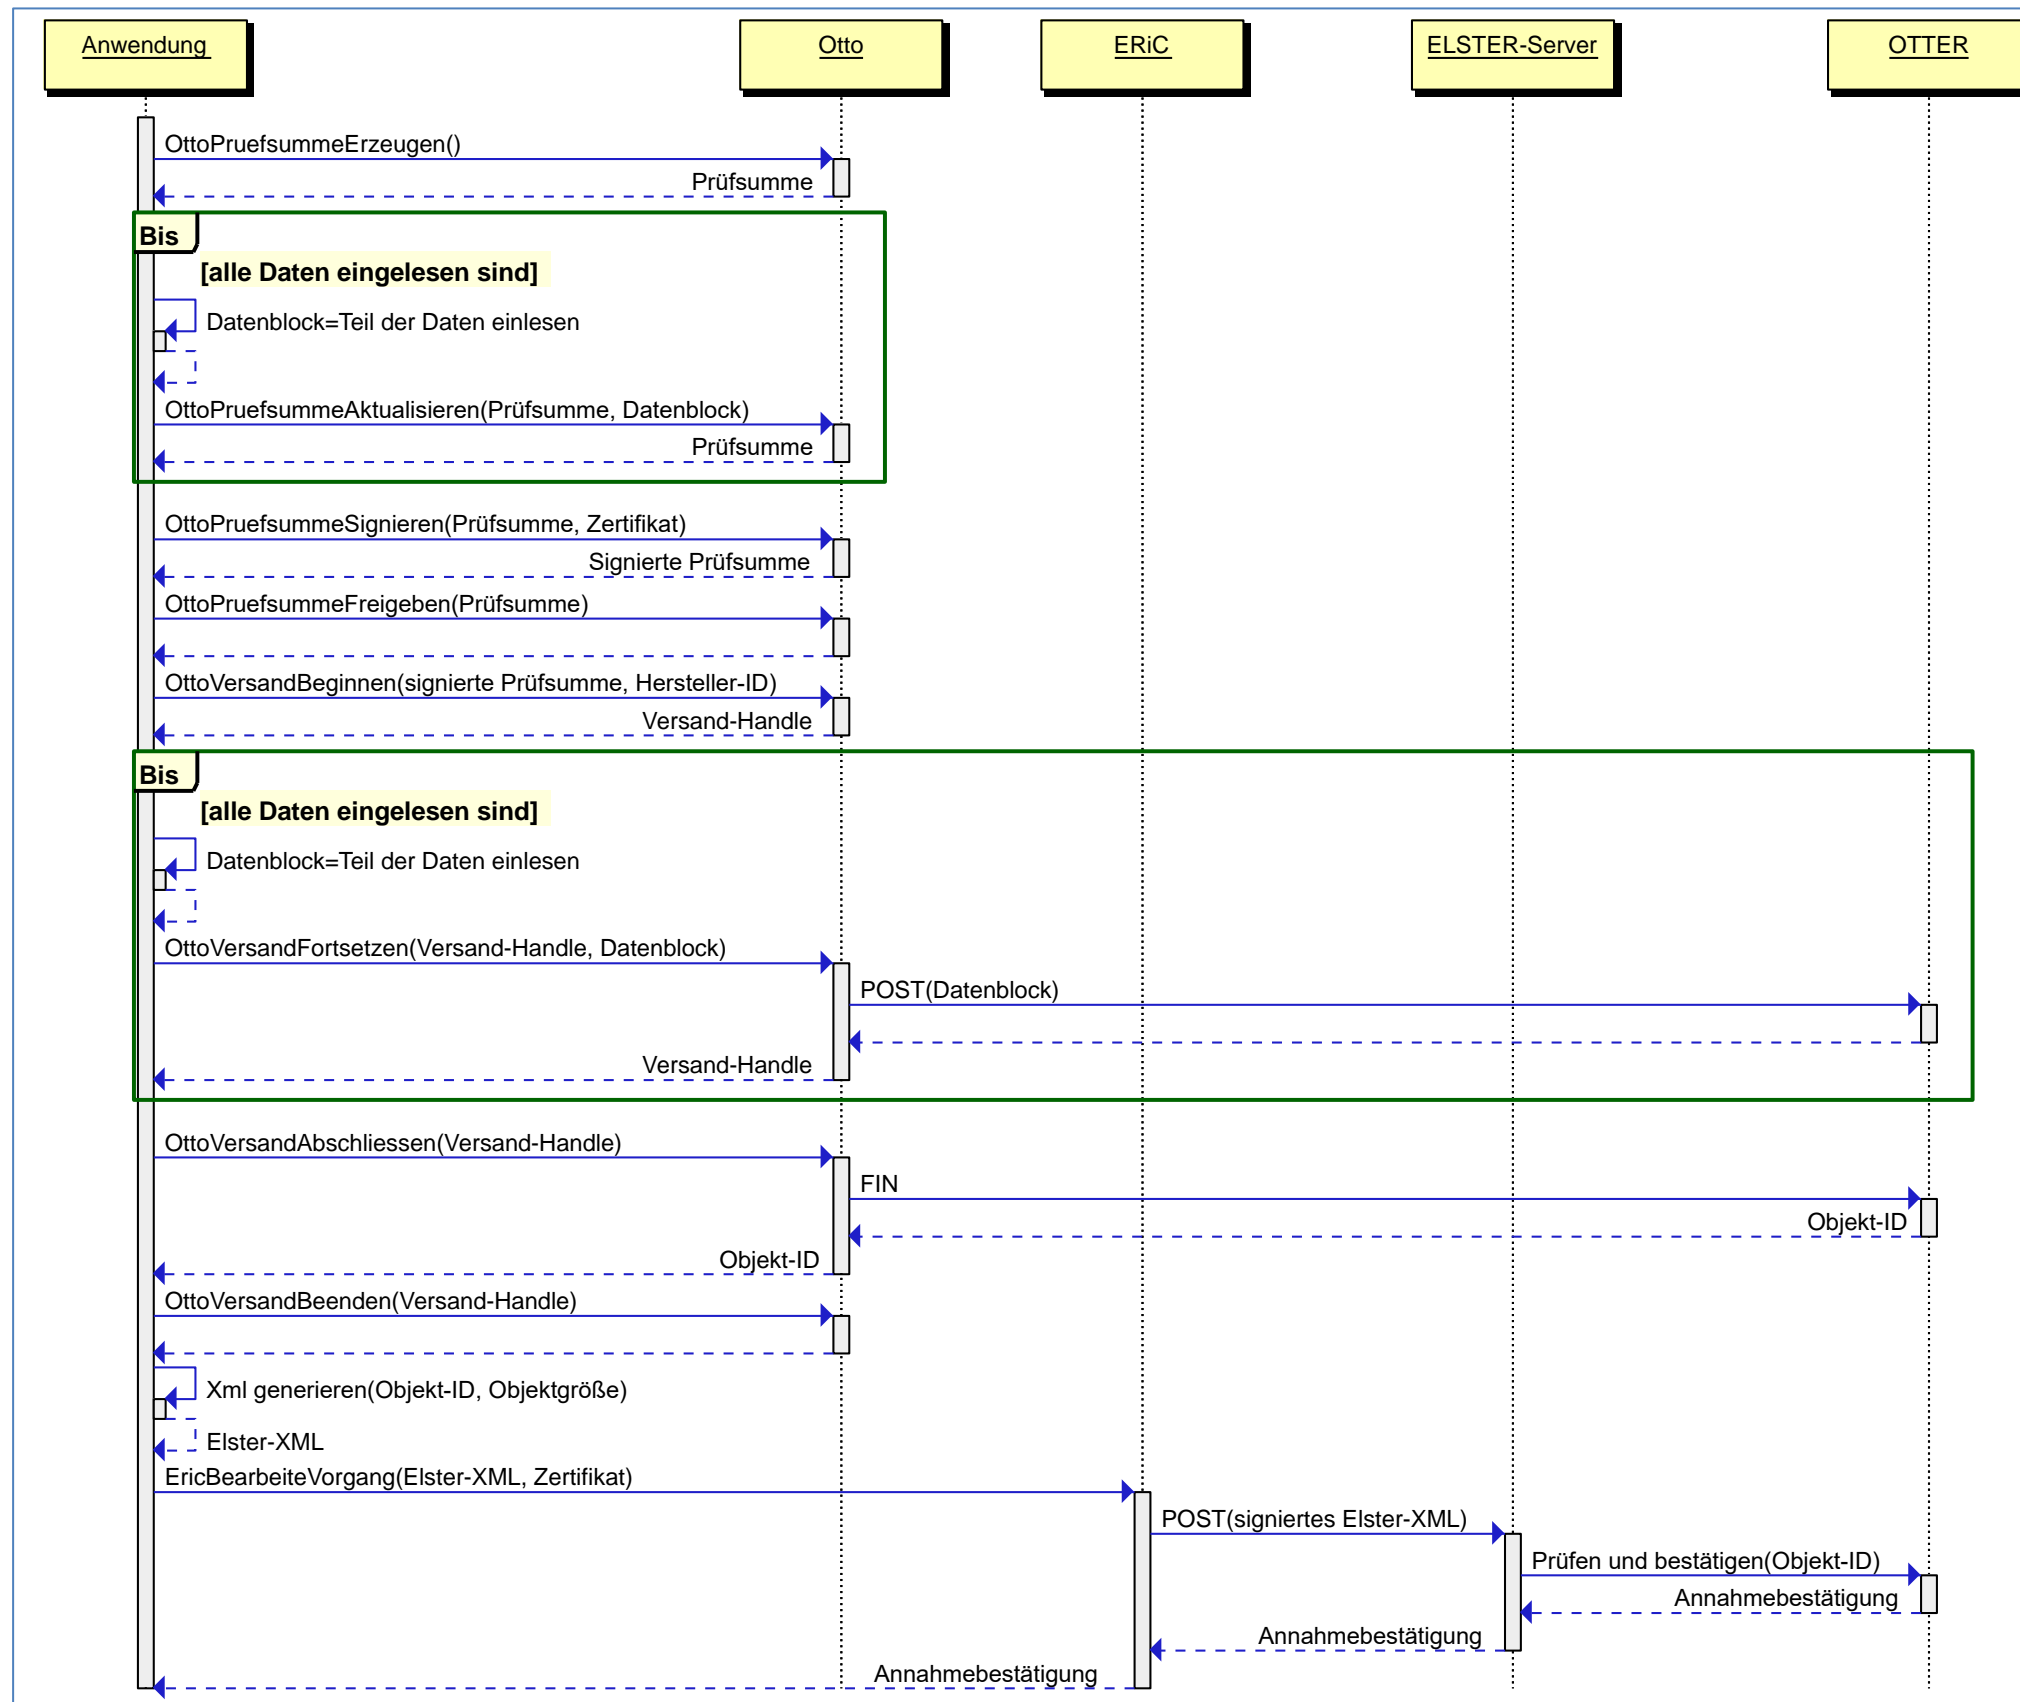 Anwendung
Otto
ERiC
ELSTER-Server
OTTER
OttoPruefsummeErzeugen()
Prüfsumme
Bis
[alle Daten eingelesen sind]
Datenblock=Teil der Daten einlesen
OttoPruefsummeAktualisieren(Prüfsumme, Datenblock)
Prüfsumme
OttoPruefsummeSignieren(Prüfsumme, Zertifikat)
Signierte Prüfsumme
OttoPruefsummeFreigeben(Prüfsumme)
OttoVersandBeginnen(signierte Prüfsumme, Hersteller-ID)
Versand-Handle
Bis
[alle Daten eingelesen sind]
Datenblock=Teil der Daten einlesen
OttoVersandFortsetzen(Versand-Handle, Datenblock)
POST(Datenblock)
Versand-Handle
OttoVersandAbschliessen(Versand-Handle)
FIN
Objekt-ID
Objekt-ID
OttoVersandBeenden(Versand-Handle)
Xml generieren(Objekt-ID, Objektgröße)
Elster-XML
EricBearbeiteVorgang(Elster-XML, Zertifikat)
POST(signiertes Elster-XML)
Prüfen und bestätigen(Objekt-ID)
Annahmebestätigung
Annahmebestätigung
Annahmebestätigung